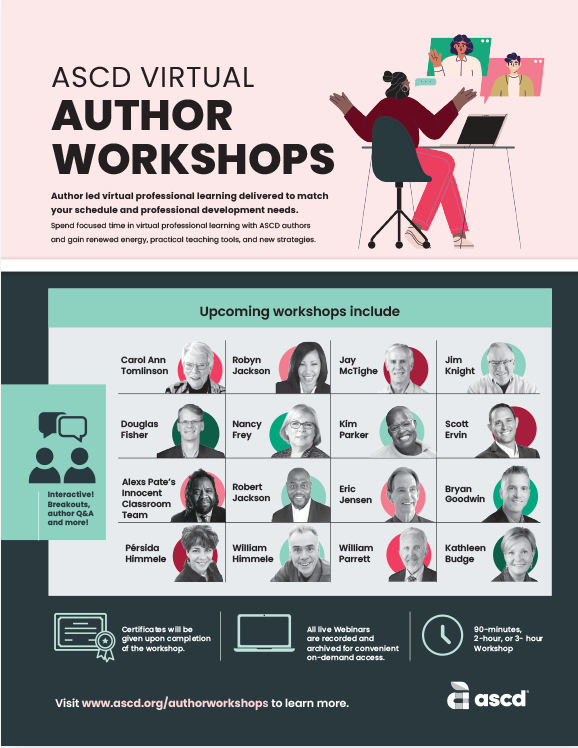 ASCD VIRTUAL
AUTHOR
WORKSHOPS
Author led virtual professional learning delivered to match
your schedule and professional development needs.
Spend focused time in virtual professional learning with ASCD authors
and gain renewed energy, practical teaching tools, and new strategies.
Upcoming workshops include
Carol Ann
Tomlinson
Robyn
Jackson
Jay
McTighe
Jim
Knight
Douglas
Fisher
Nancy
Frey
Kim
Parker
Scott
Ervin
Alexs Pate's
Innocent
Classroom
Team
Robert
Jackson
Eric
Jensen
Bryan
Goodwin
Pérsida
Himmele
William
Himmele
William
Parrett
Kathleen
Budge
Interactive!
Breakouts,
author Q&A
and more!
Certificates will be
given upon completion
of the workshop.
All live Webinars
are recorded and
archived for convenient
on-demand access.
90-minutes,
2-hour, or 3- hour
Workshop
Visit www.ascd.org/authorworkshops to learn more.
ascd